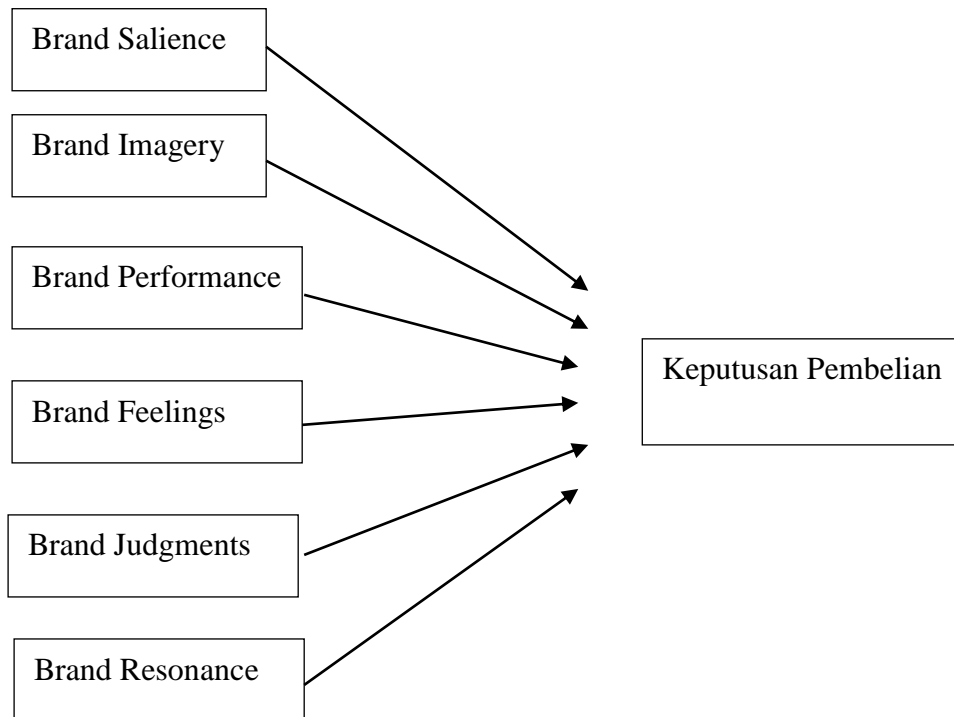 Brand Salience
Brand Imagery
Brand Performance
Keputusan Pembelian
Brand Feelings
Brand Judgments
Brand Resonance